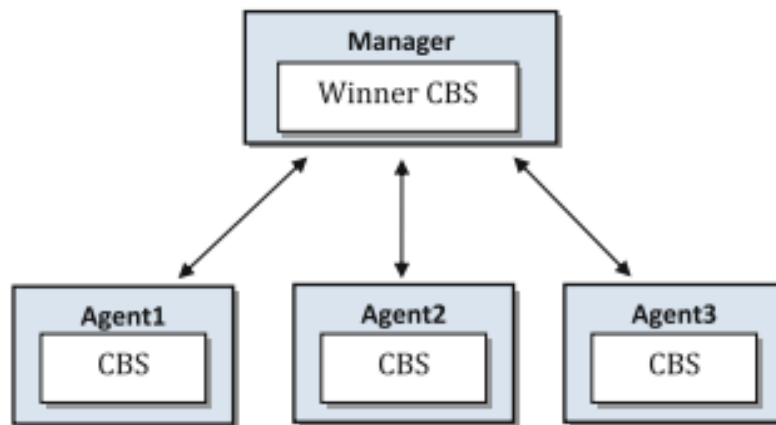 Manager
Winner CBS
Agent1
CBS
Agent2
CBS
Agent3
CBS